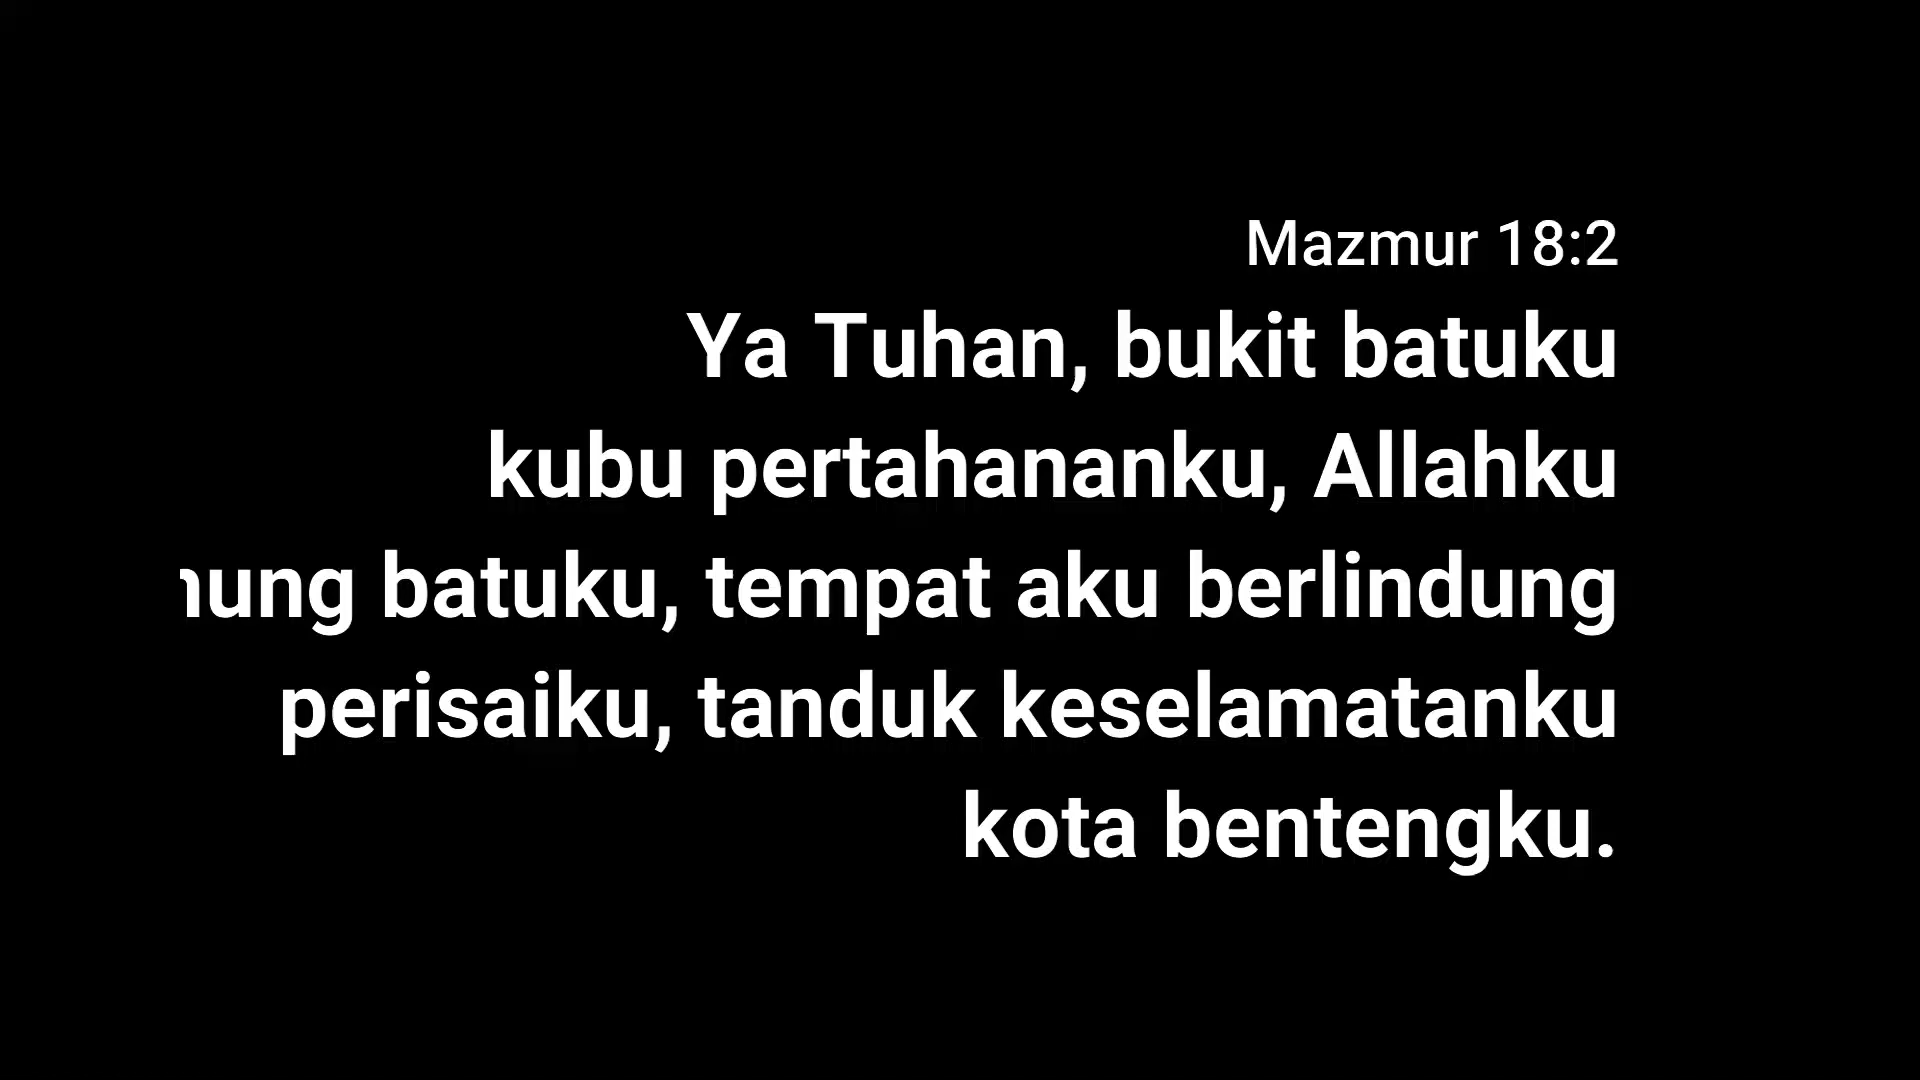 Mazmur 18:2
Ya Tuhan, bukit batuku
kubu pertahananku, Allahku
batuku, tempat aku berlindung
perisaiku, tanduk keselamatanku
kota bentengku.